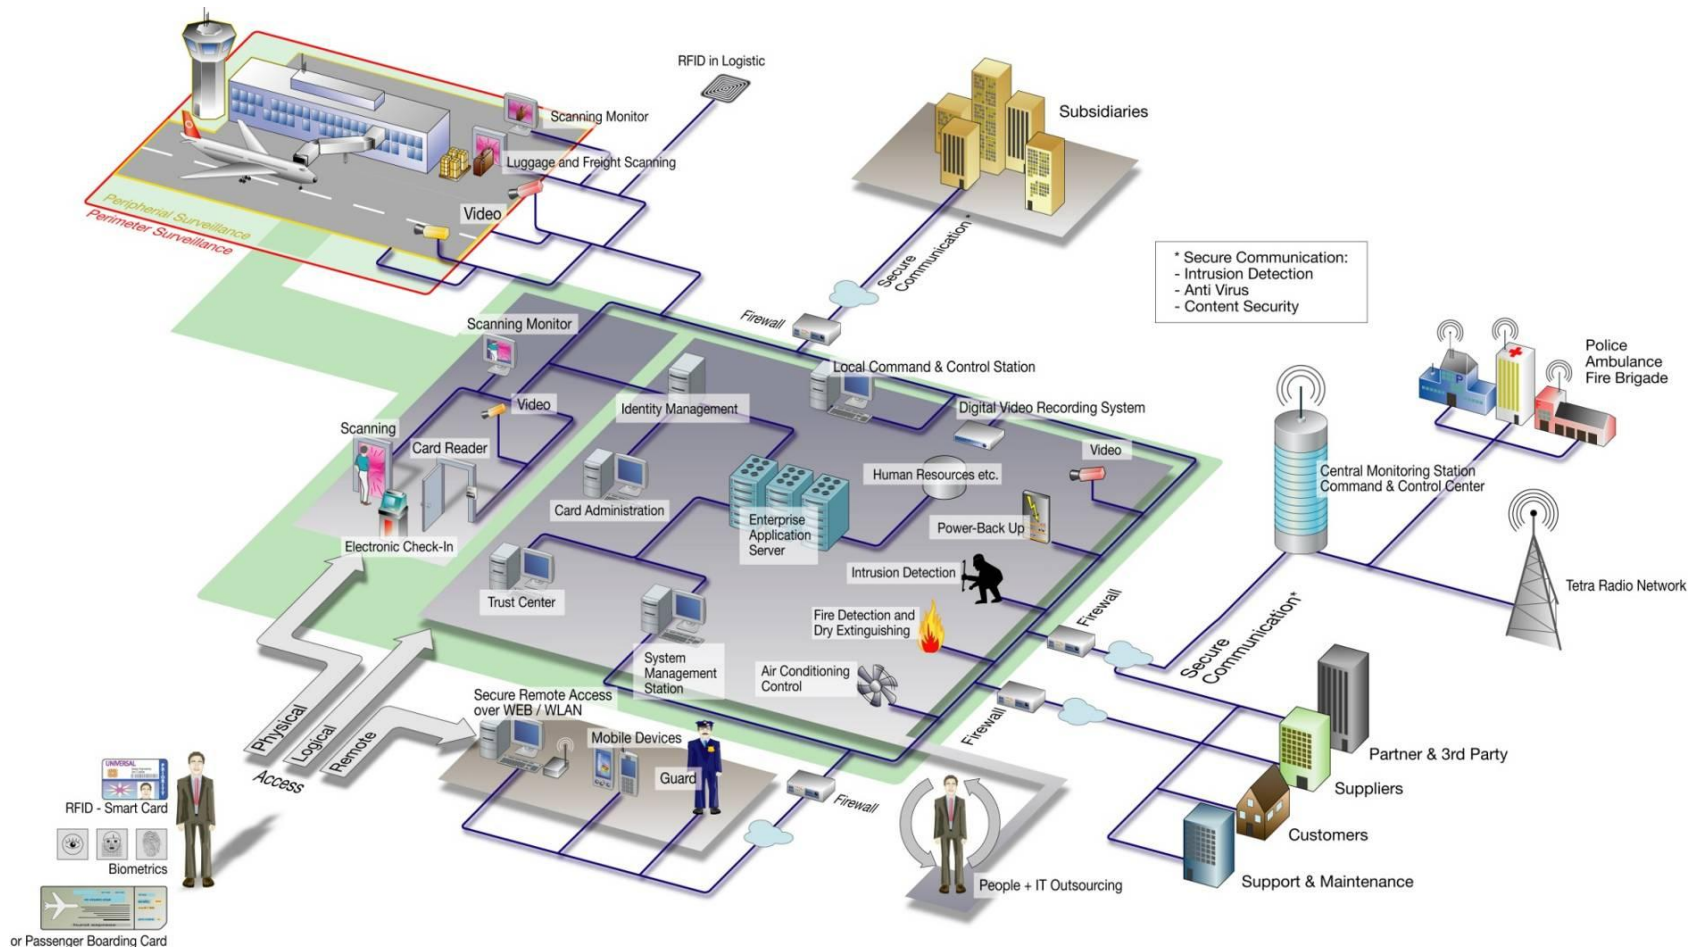 RFID in Logistic
Scanning Monitor
Luggage and Freight Scanning
Video
Peripherial Surveillance
Perimeter Surveillance
Subsidiaries
Secure
Communication*
Firewall
* Secure Communication:
- Intrusion Detection
- Anti Virus
- Content Security
Scanning Monitor
Video
Scanning
Card Reader
Electronic Check-In
Identity Management
Local Command & Control Station
Digital Video Recording System
Video
Human Resources etc.
Card Administration
Enterprise
Application
Server
Power-Back Up
Intrusion Detection
Trust Center
Fire Detection and
Dry Extinguishing
System
Management
Station
Air Conditioning
Control
Police
Ambulance
Fire Brigade
P
Central Monitoring Station
Command & Control Center
Tetra Radio Network
Firewall
Secure
Communication*
Firewall
Partner & 3rd Party
Suppliers
Customers
Support & Maintenance
Secure Remote Access
over WEB / WLAN
Mobile Devices
Guard
Firewall
People + IT Outsourcing
Physical
Logical
Remote
Access
UNIVERSAL
RFID - Smart Card
Biometrics
or Passenger Boarding Card